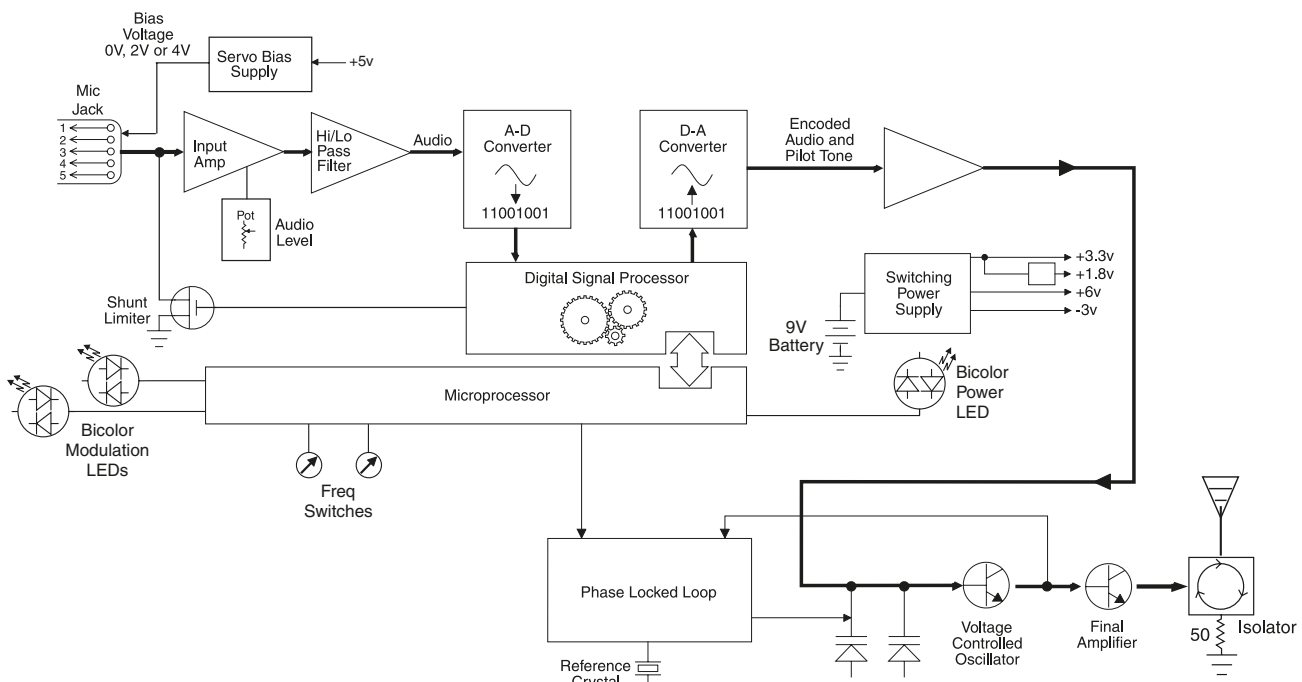 Bias
Voltage
0V, 2V or 4V
Servo Bias
Supply
+5v
Mic
Jack
1
2
3
4
5
Input
Amp
Hi/Lo
Pass
Filter
Audio
A-D
Converter
11001001
D-A
Converter
11001001
Encoded
Audio and
Pilot Tone
Pot
Audio
Level
Digital Signal Processor
Shunt
Limiter
Switching
Power
Supply
+3.3v
+1.8v
+6v
-3v
9V
Battery
Bicolor
Power
LED
Microprocessor
Bicolor
Modulation
LEDs
Freq
Switches
Phase Locked Loop
Reference
Crystal
Voltage
Controlled
Oscillator
Final
Amplifier
50
Isolator